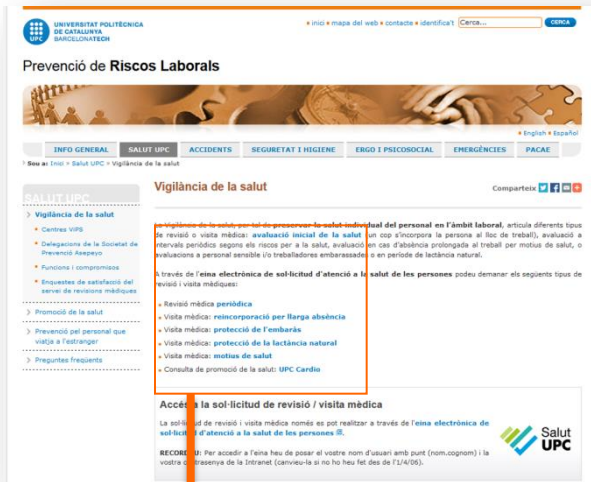 UNIVERSITAT POLITÈCNICA
DE CATALUNYA
BARCELONATECH
UPC
inici mapa del web contacte identifica't Cerca... CERCA
Prevenció de Riscos Laborals
English Español
INFO GENERAL SALUT UPC ACCIDENTS SEGURETAT I HIGIENE ERGO I PSICOSOCIAL EMERGÈNCIES PACAE
Sou a: Inici > Salut UPC > Vigilància de la salut
SALUT UPC
Vigilància de la salut
Centres ViPS
Delegacions de la Societat de
Prevenció Asepeyo
Funcions i compromisos
Enquestes de satisfacció del
servei de revisions mèdiques
Promoció de la salut
Prevenció pel personal que
viatja a l'estranger
Preguntes freqüents
Vigilància de la salut
Comparteix
La Vigilància de la salut, per tal de preservar la salut individual del personal en l'àmbit laboral, articula diferents tipus
de revisió o visita mèdica: avaluació inicial de la salut (un cop s'incorpora la persona al lloc de treball), avaluació a
intervals periòdics segons els riscos per a la salut, avaluació en cas d'absència prolongada al treball per motius de salut, o
avaluacions a personal sensible i/o treballadores embarassades o en període de lactància natural.
A través de l'eina electrònica de sol·licitud d'atenció a la salut de les persones podeu demanar els següents tipus de
revisió i visita mèdiques:
Revisió mèdica periòdica
Visita mèdica: reincorporació per llarga absència
Visita mèdica: protecció de l'embaràs
Visita mèdica: protecció de la lactància natural
Visita mèdica: motius de salut
Consulta de promoció de la salut: UPC Cardio
Accés a la sol·licitud de revisió / visita mèdica
La sol·licitud de revisió i visita mèdica només es pot realitzar a través de l'eina electrònica de
sol·licitud d'atenció a la salut de les persones.
RECORDEU: Per accedir a l'eina heu de posar el vostre nom d'usuari amb punt (nom.cognom) i la
vostra contrasenya de la Intranet (canvieu-la si no ho heu fet des de l'1/4/06).
Salut
UPC